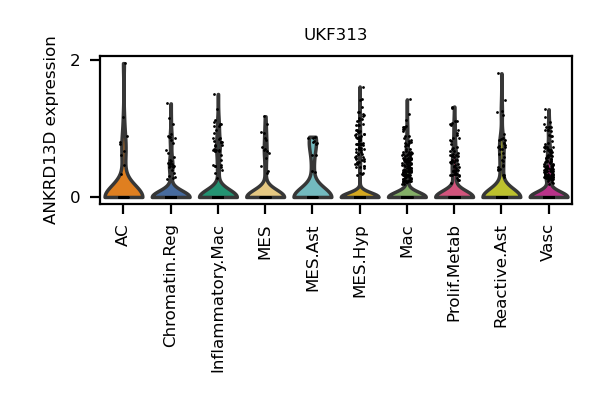 UKF313
ANKRD13D expression
2
0
AC
Chromatin.Reg
Inflammatory.Mac
MES
MES.Ast
MES.Hyp
Mac
Prolif.Metab
Reactive.Ast
Vasc